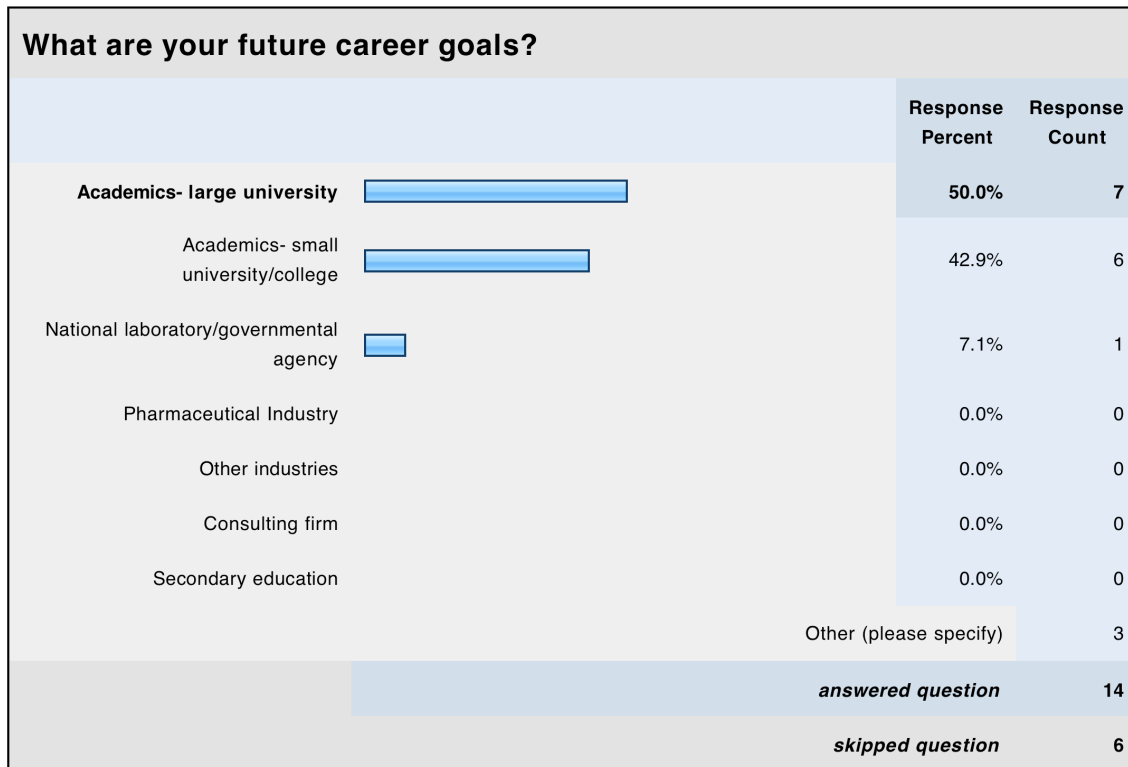 What are your future career goals?
Response Percent
Response Count
Academics- large university 50.0% 7
Academics- small
university/college 42.9% 6
National laboratory/governmental
agency 7.1% 1
Pharmaceutical Industry 0.0% 0
Other industries 0.0% 0
Consulting firm 0.0% 0
Secondary education 0.0% 0
Other (please specify) 3
answered question 14
skipped question 6